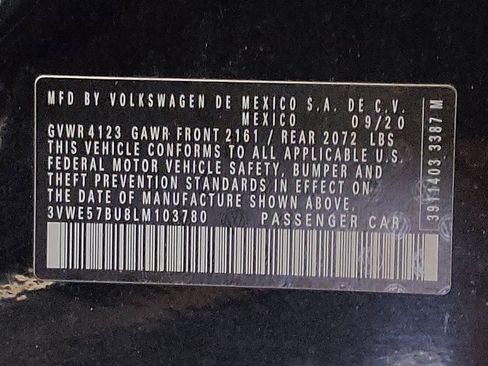 MFD BY VOLKSWAGEN DE MEXICO S.A. DE C.V.
MEXICO 09/20
GVWR 4123 GAWR FRONT 2161 / REAR 2072 LBS
THIS VEHICLE CONFORMS TO ALL APPLICABLE U.S.
FEDERAL MOTOR VEHICLE SAFETY, BUMPER AND
THEFT PREVENTION STANDARDS IN EFFECT ON
THE DATE OF MANUFACTURE SHOWN ABOVE.
3VWE57BU8LM103780 PASSENGER CAR
3911403 3387 M